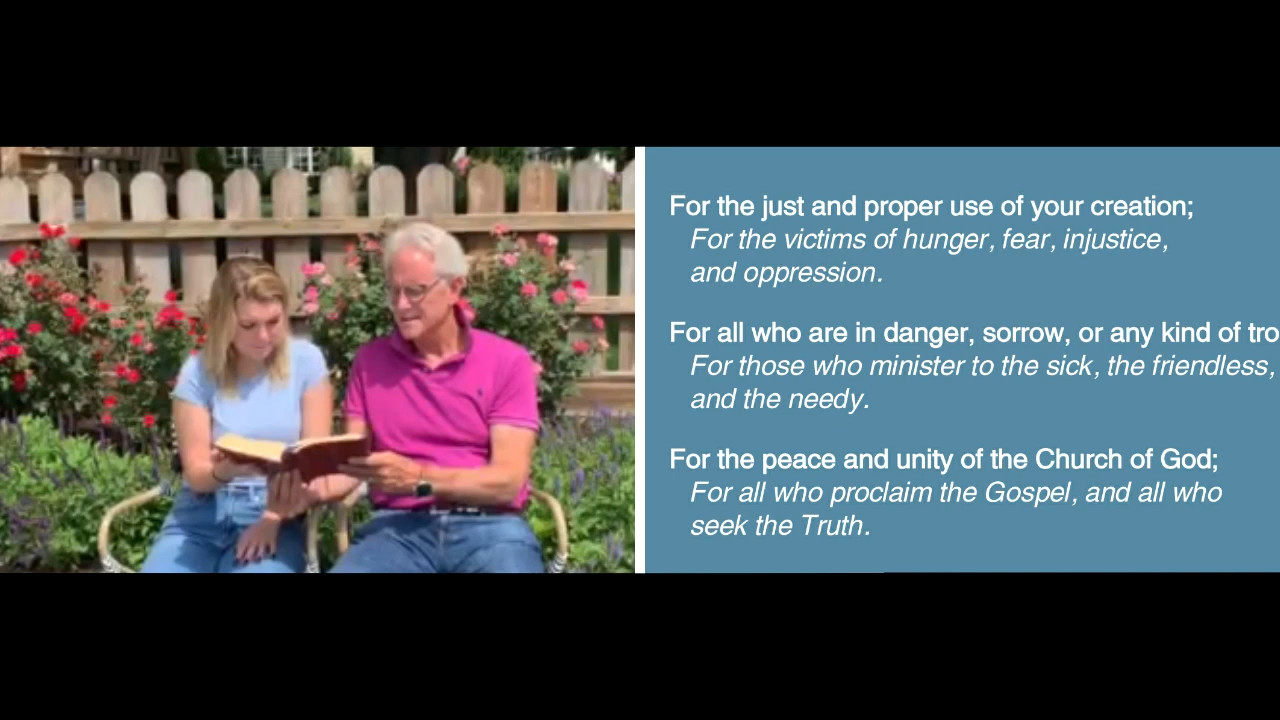 For the just and proper use of your creation;
For the victims of hunger, fear, injustice,
and oppression.
For all who are in danger, sorrow, or any kind of tro
For those who minister to the sick, the friendless,
and the needy.
For the peace and unity of the Church of God;
For all who proclaim the Gospel, and all who
seek the Truth.